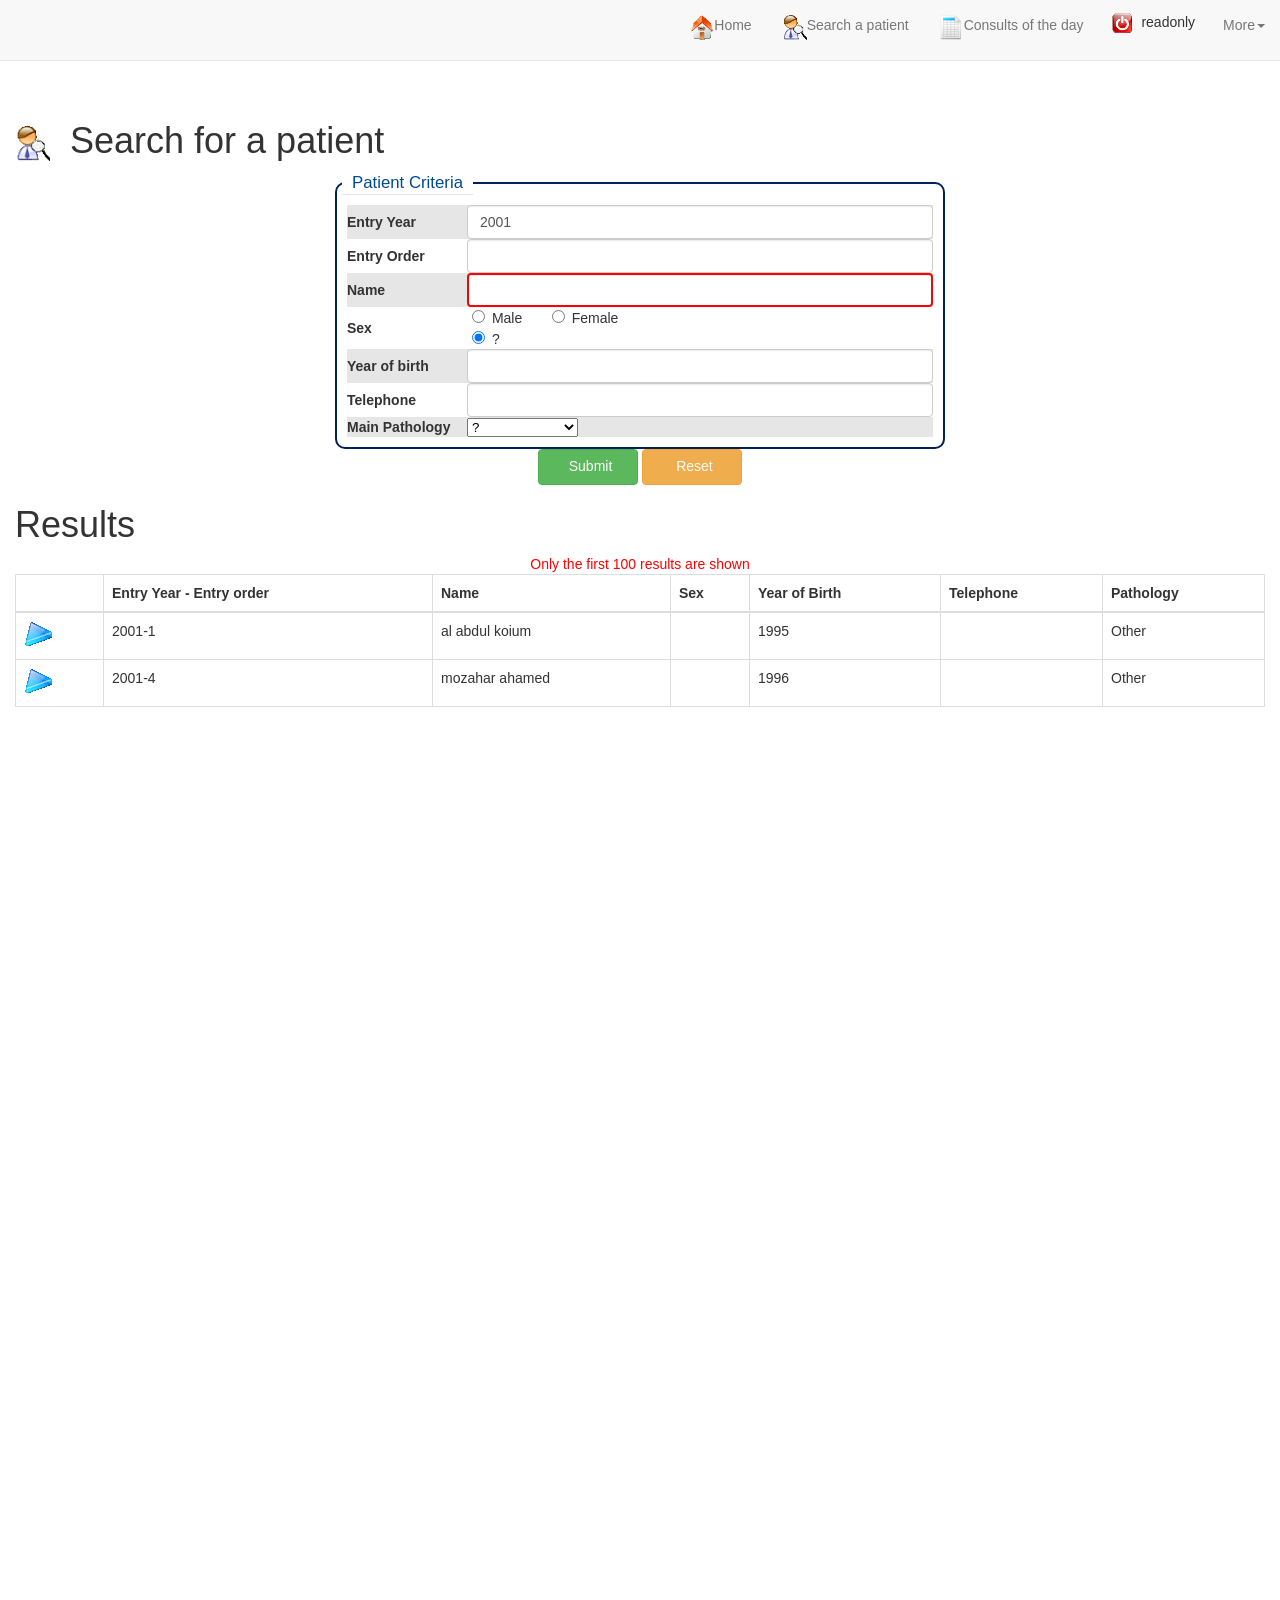 Home Search a patient Consults of the day readonly More
Search for a patient
Patient Criteria
Entry Year 2001
Entry Order
Name
Sex Male Female
?
Year of birth
Telephone
Main Pathology ?
Submit Reset
Results
Only the first 100 results are shown
Entry Year - Entry order Name Sex Year of Birth Telephone Pathology
2001-1 al abdul koium 1995 Other
2001-4 mozahar ahamed 1996 Other